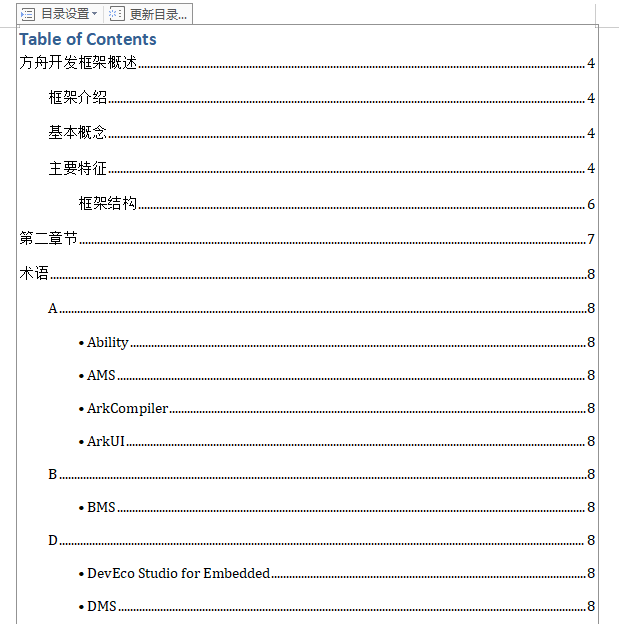 目录设置 更新目录...
Table of Contents
方舟开发框架概述 4
框架介绍 4
基本概念 4
主要特征 4
框架结构 6
第二章节 7
术语 8
A 8
• Ability 8
• AMS 8
• ArkCompiler 8
• ArkUI 8
B 8
• BMS 8
D 8
• DevEco Studio for Embedded 8
• DMS 8